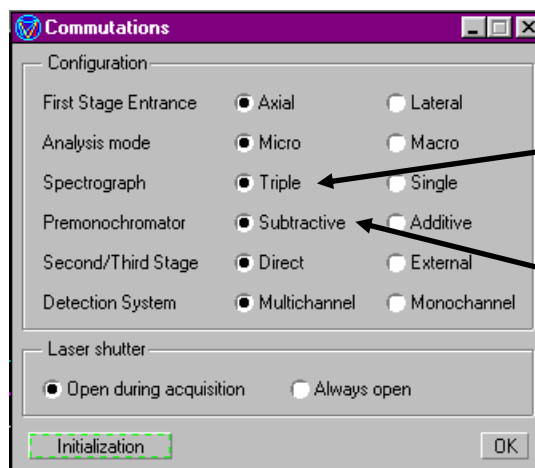 Commutations
Configuration
First Stage Entrance Axial Lateral
Analysis mode Micro Macro
Spectrograph Triple Single
Premonochromator Subtractive Additive
Second/Third Stage Direct External
Detection System Multichannel Monochannel
Laser shutter
Open during acquisition Always open
Initialization OK